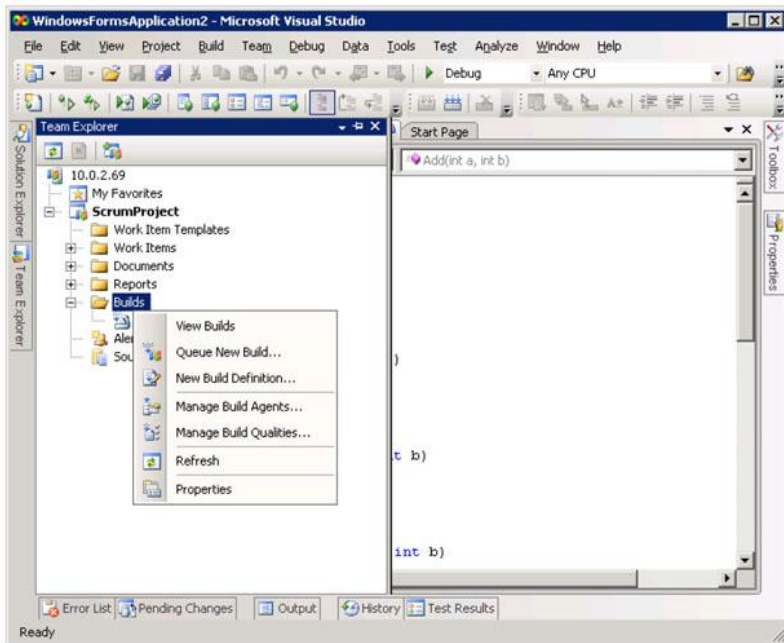 WindowsFormsApplication2 - Microsoft Visual Studio
File Edit View Project Build Team Debug Data Tools Test Analyze Window Help
Debug Any CPU
Team Explorer
Start Page
Add(int a, int b)
10.0.2.69
My Favorites
ScrumProject
Work Item Templates
Work Items
Documents
Reports
Builds
Aler
Sou
View Builds
Queue New Build...
New Build Definition...
Manage Build Agents...
Manage Build Qualities...
Refresh
Properties
)
t b)
int b)
Solution Explorer
Team Explorer
Toolbox
Properties
Error List Pending Changes Output History Test Results
Ready